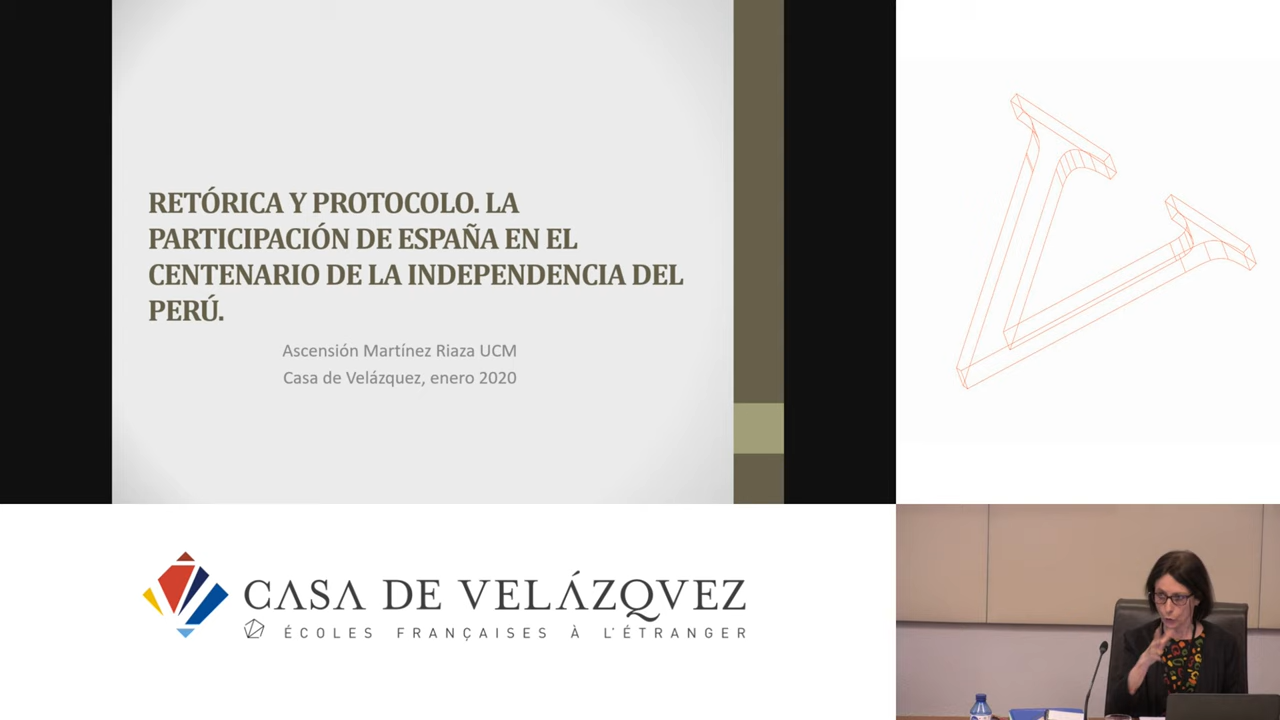 RETÓRICA Y PROTOCOLO. LA
PARTICIPACIÓN DE ESPAÑA EN EL
CENTENARIO DE LA INDEPENDENCIA DEL
PERÚ.
Ascensión Martínez Riaza UCM
Casa de Velázquez, enero 2020
CASA DE VELÁZQVEZ
ÉCOLES FRANÇAISES À L'ÉTRANGER